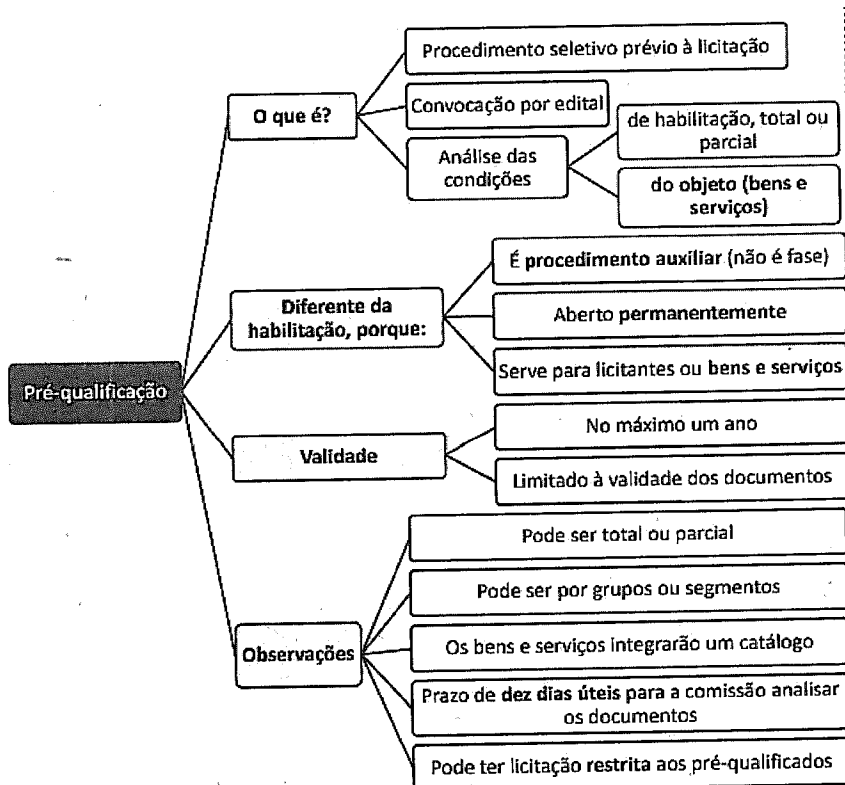 Procedimento seletivo prévio à licitação
O que é?
Convocação por edital
Análise das
condições
de habilitação, total ou
parcial
do objeto (bens e
serviços)
Pré-qualificação
Diferente da
habilitação, porque:
É procedimento auxiliar (não é fase)
Aberto permanentemente
Serve para licitantes ou bens e serviços
Validade
No máximo um ano
Limitado à validade dos documentos
Observações
Pode ser total ou parcial
Pode ser por grupos ou segmentos
Os bens e serviços integrarão um catálogo
Prazo de dez dias úteis para a comissão analisar
os documentos
Pode ter licitação restrita aos pré-qualificados